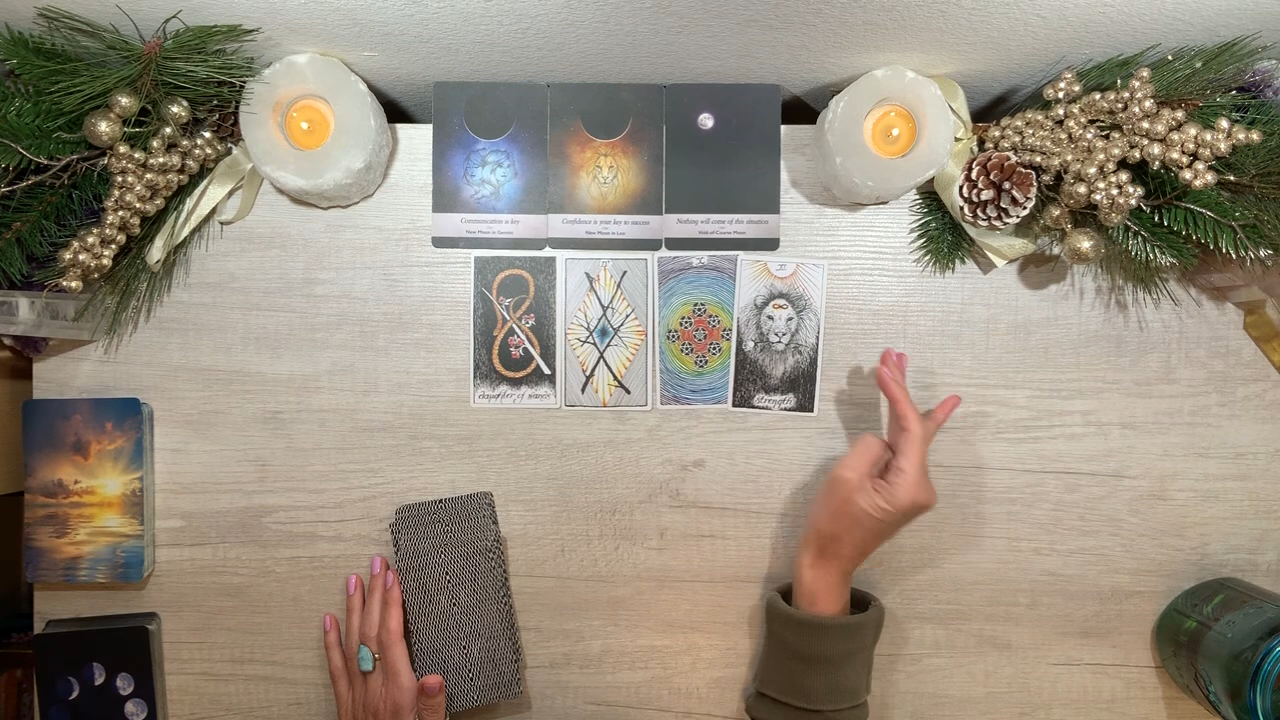 Communication is key
New Moon in Gemini
Confidence is your key to success
New Moon in Leo
Nothing will come of this situation
Void-of-Course Moon
daughter of wands
X
XI
strength